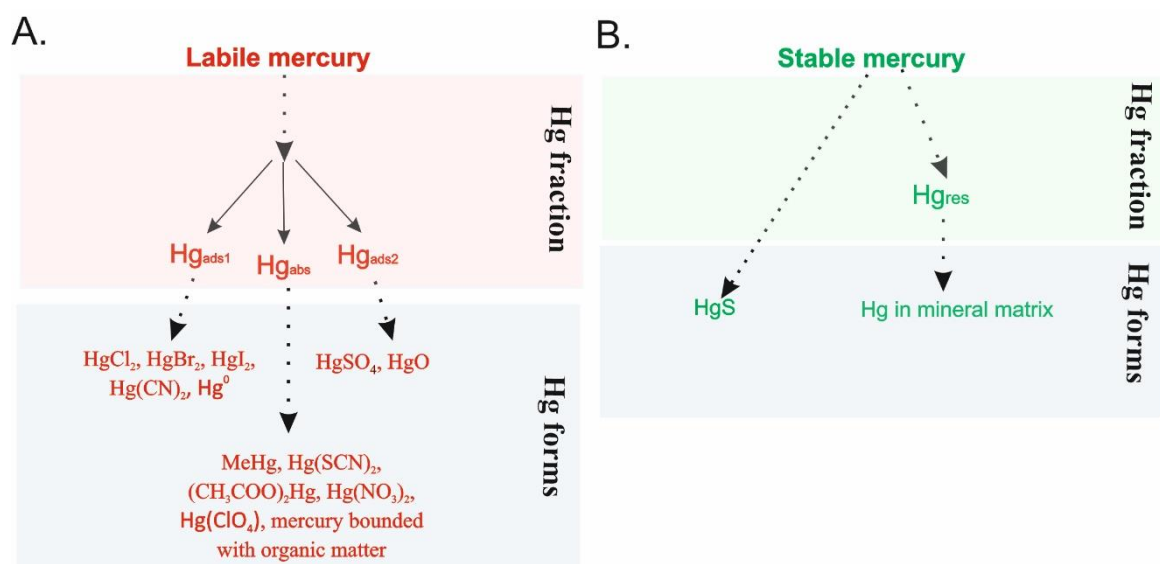 A.
Labile mercury
Hg fraction
Hgads1
Hgabs
Hgads2
HgCl₂, HgBr₂, HgI₂,
Hg(CN)₂, Hg⁰
HgSO₄, HgO
Hg forms
MeHg, Hg(SCN)₂,
(CH₃COO)₂Hg, Hg(NO₃)₂,
Hg(ClO₄), mercury bounded
with organic matter
B.
Stable mercury
Hg fraction
Hgres
HgS
Hg in mineral matrix
Hg forms